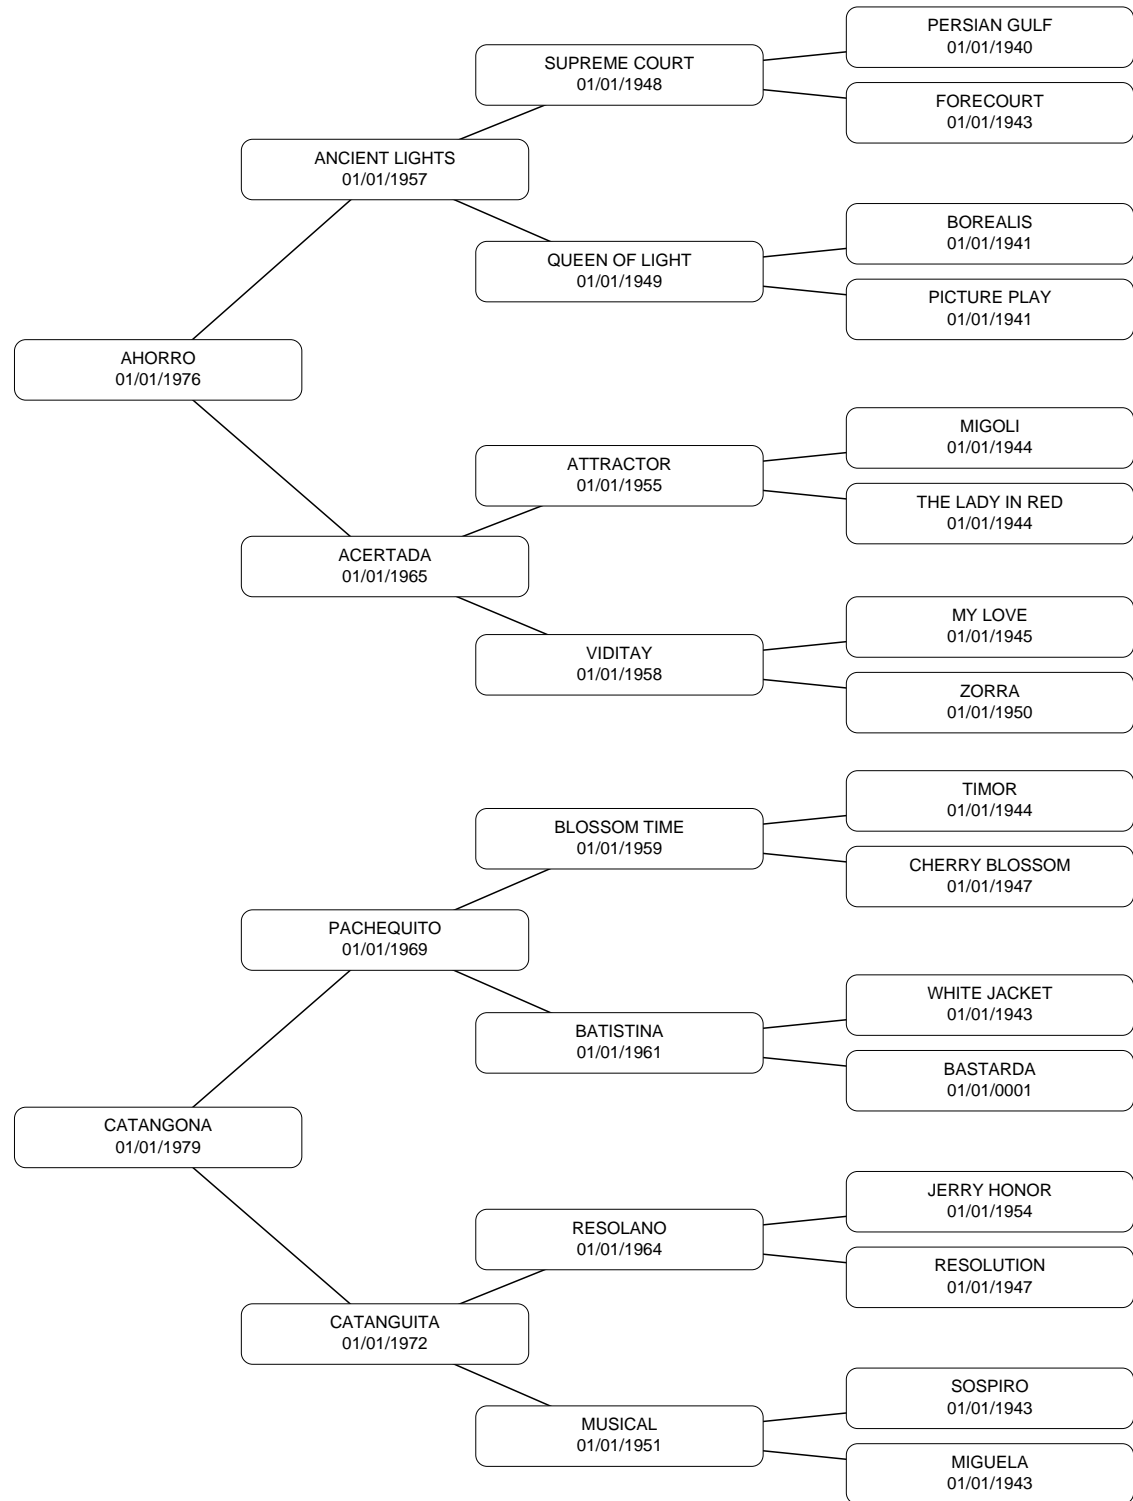 PERSIAN GULF
01/01/1940
SUPREME COURT
01/01/1948
FORECOURT
01/01/1943
ANCIENT LIGHTS
01/01/1957
BOREALIS
01/01/1941
QUEEN OF LIGHT
01/01/1949
PICTURE PLAY
01/01/1941
AHORRO
01/01/1976
MIGOLI
01/01/1944
ATTRACTOR
01/01/1955
THE LADY IN RED
01/01/1944
ACERTADA
01/01/1965
MY LOVE
01/01/1945
VIDITAY
01/01/1958
ZORRA
01/01/1950
TIMOR
01/01/1944
BLOSSOM TIME
01/01/1959
CHERRY BLOSSOM
01/01/1947
PACHEQUITO
01/01/1969
WHITE JACKET
01/01/1943
BATISTINA
01/01/1961
BASTARDA
01/01/0001
CATANGONA
01/01/1979
JERRY HONOR
01/01/1954
RESOLANO
01/01/1964
RESOLUTION
01/01/1947
CATANGUITA
01/01/1972
SOSPIRO
01/01/1943
MUSICAL
01/01/1951
MIGUELA
01/01/1943